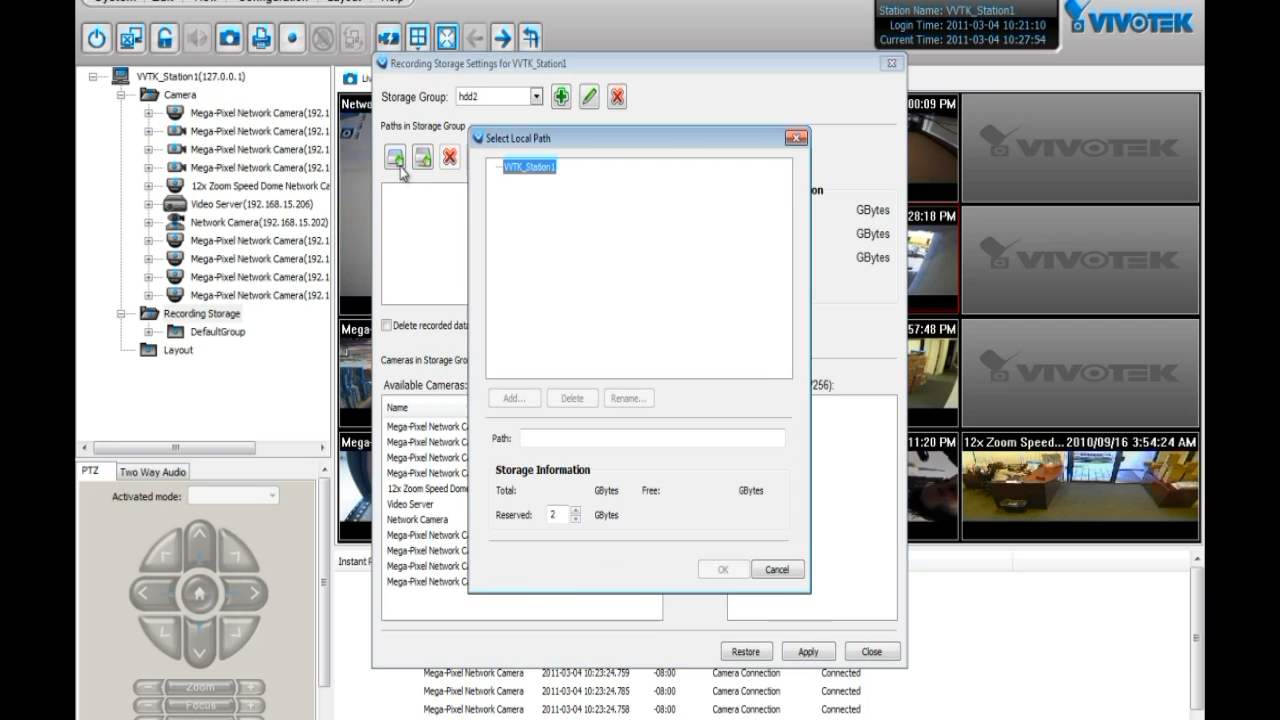 System Edit View Configuration Layout Help
Station Name: VVTK_Station1
Login Time: 2011-03-04 10:21:10
Current Time: 2011-03-04 10:27:54
VIVOTEK
VVTK_Station1(127.0.0.1)
Camera
Mega-Pixel Network Camera(192.1
Mega-Pixel Network Camera(192.1
Mega-Pixel Network Camera(192.1
Mega-Pixel Network Camera(192.1
12x Zoom Speed Dome Network Ca
Video Server(192.168.15.206)
Network Camera(192.168.15.202)
Mega-Pixel Network Camera(192.1
Mega-Pixel Network Camera(192.1
Mega-Pixel Network Camera(192.1
Mega-Pixel Network Camera(192.1
Recording Storage
DefaultGroup
Layout
PTZ
Two Way Audio
Activated mode:
Zoom
Focus
Recording Storage Settings for VVTK_Station1
Storage Group: hdd2
Paths in Storage Group
on
GBytes
GBytes
GBytes
Delete recorded data
Cameras in Storage Gro
Available Cameras:
/256):
Name
Mega-Pixel Network C
Mega-Pixel Network C
Mega-Pixel Network C
Mega-Pixel Network C
12x Zoom Speed Dome
Video Server
Network Camera
Mega-Pixel Network C
Mega-Pixel Network C
Mega-Pixel Network C
Mega-Pixel Network C
Restore
Apply
Close
Select Local Path
VVTK_Station1
Add...
Delete
Rename...
Path:
Storage Information
Total: GBytes Free: GBytes
Reserved: 2 GBytes
OK
Cancel
Netwo
:00:09 PM
VIVOTEK
28:18 PM
VIVOTEK
Mega-
57:48 PM
VIVOTEK
Mega-
11:20 PM
12x Zoom Speed... 2010/09/16 3:54:24 AM
Mega-Pixel Network Camera 2011-03-04 10:23:24.759 -08:00 Camera Connection Connected
Mega-Pixel Network Camera 2011-03-04 10:23:24.785 -08:00 Camera Connection Connected
Mega-Pixel Network Camera 2011-03-04 10:23:24.758 -08:00 Camera Connection Connected